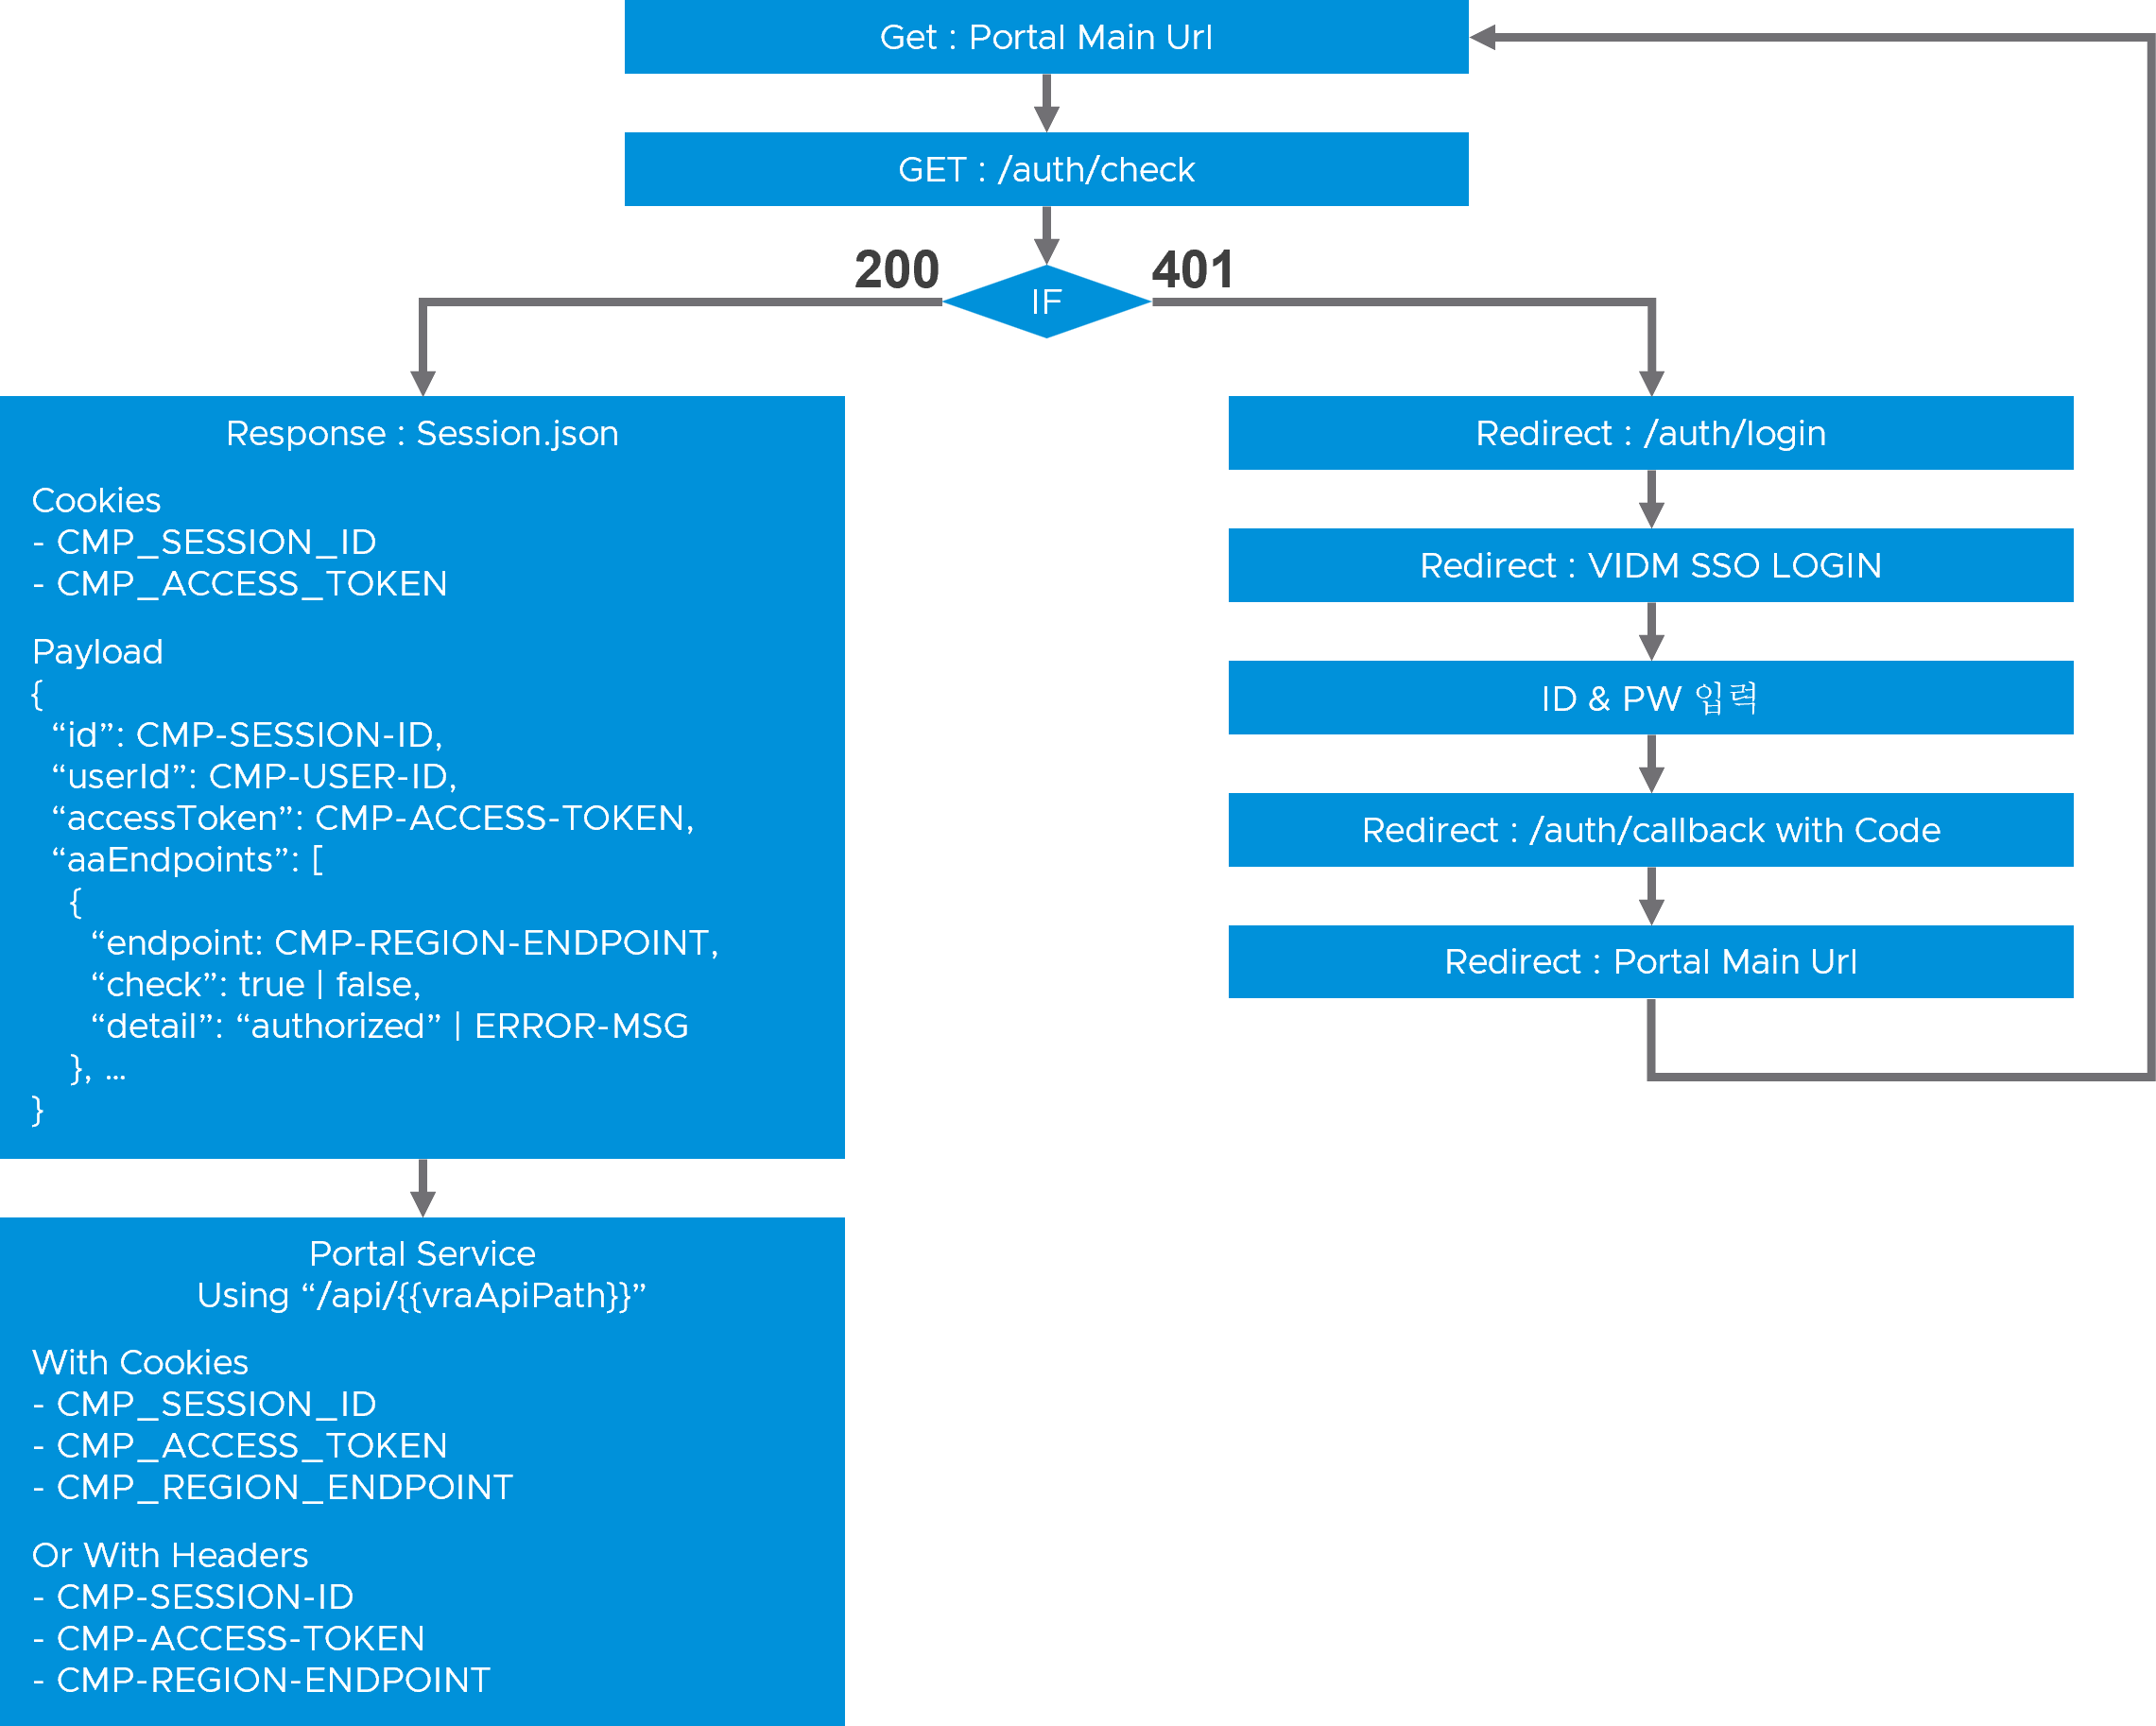 Get : Portal Main Url
GET : /auth/check
200
401
IF
Response : Session.json
Cookies
- CMP_SESSION_ID
- CMP_ACCESS_TOKEN
Payload
{
“id”: CMP-SESSION-ID,
“userId”: CMP-USER-ID,
“accessToken”: CMP-ACCESS-TOKEN,
“aaEndpoints”: [
{
“endpoint: CMP-REGION-ENDPOINT,
“check”: true | false,
“detail”: “authorized” | ERROR-MSG
}, ...
}
Portal Service
Using “/api/{{vraApiPath}}”
With Cookies
- CMP_SESSION_ID
- CMP_ACCESS_TOKEN
- CMP_REGION_ENDPOINT
Or With Headers
- CMP-SESSION-ID
- CMP-ACCESS-TOKEN
- CMP-REGION-ENDPOINT
Redirect : /auth/login
Redirect : VIDM SSO LOGIN
ID & PW 입력
Redirect : /auth/callback with Code
Redirect : Portal Main Url